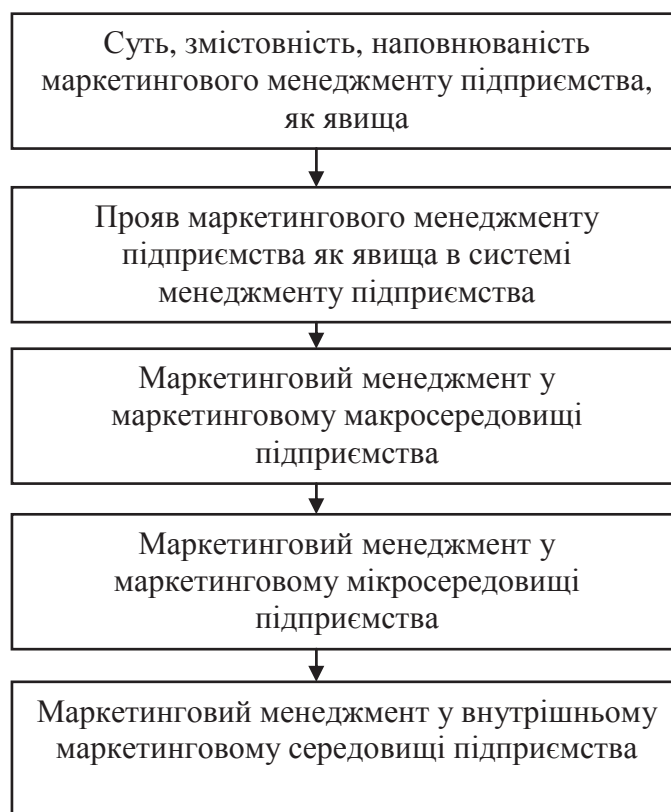 Суть, змістовність, наповнюваність
маркетингового менеджменту підприємства,
як явища
Прояв маркетингового менеджменту
підприємства як явища в системі
менеджменту підприємства
Маркетинговий менеджмент у
маркетинговому макросередовищі
підприємства
Маркетинговий менеджмент у
маркетинговому мікросередовищі
підприємства
Маркетинговий менеджмент у внутрішньому
маркетинговому середовищі підприємства